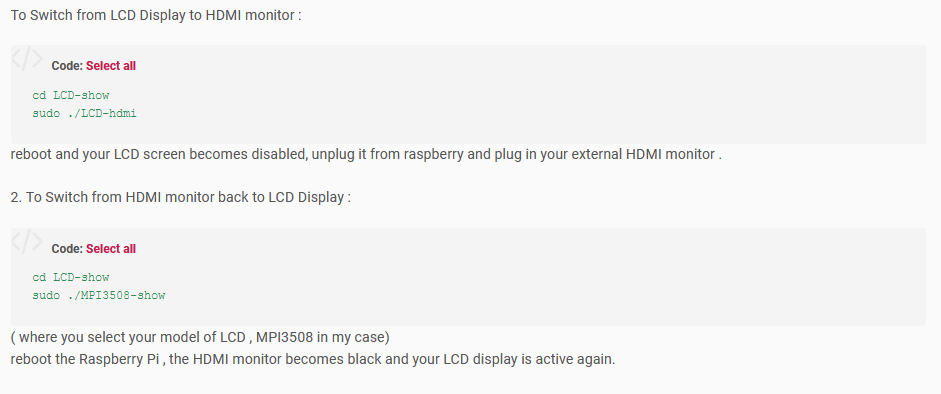 To Switch from LCD Display to HDMI monitor :
</> Code: Select all
cd LCD-show
sudo ./LCD-hdmi
reboot and your LCD screen becomes disabled, unplug it from raspberry and plug in your external HDMI monitor .
2. To Switch from HDMI monitor back to LCD Display :
</> Code: Select all
cd LCD-show
sudo ./MPI3508-show
( where you select your model of LCD , MPI3508 in my case)
reboot the Raspberry Pi , the HDMI monitor becomes black and your LCD display is active again.